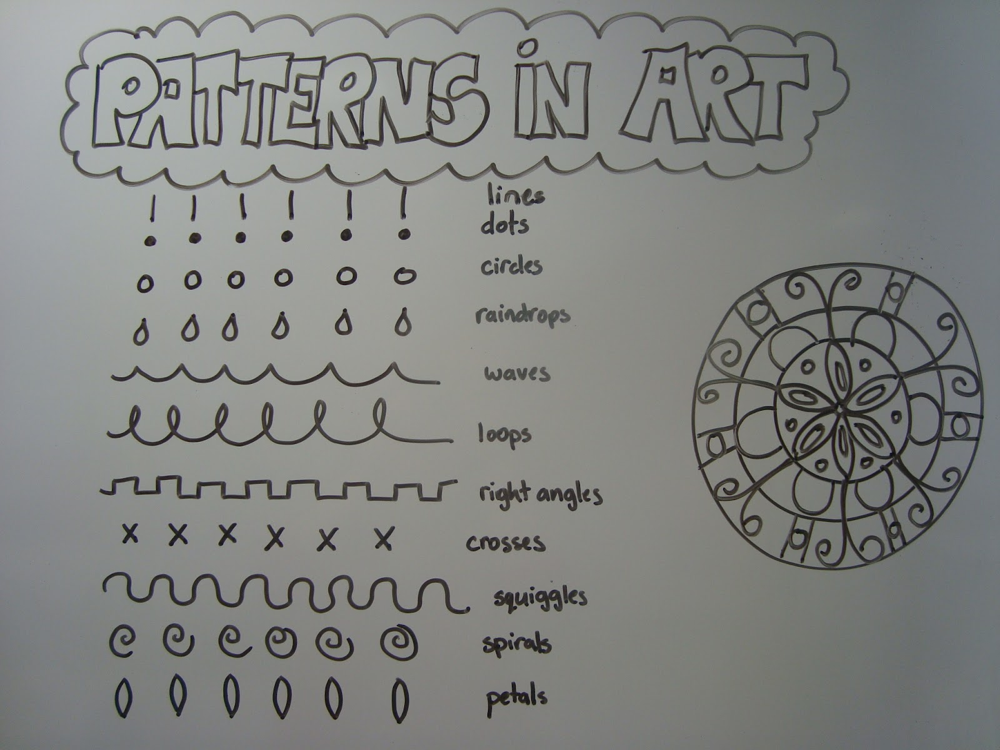 PATTERNS iN ART
lines
dots
circles
raindrops
waves
loops
right angles
crosses
squiggles
spirals
petals